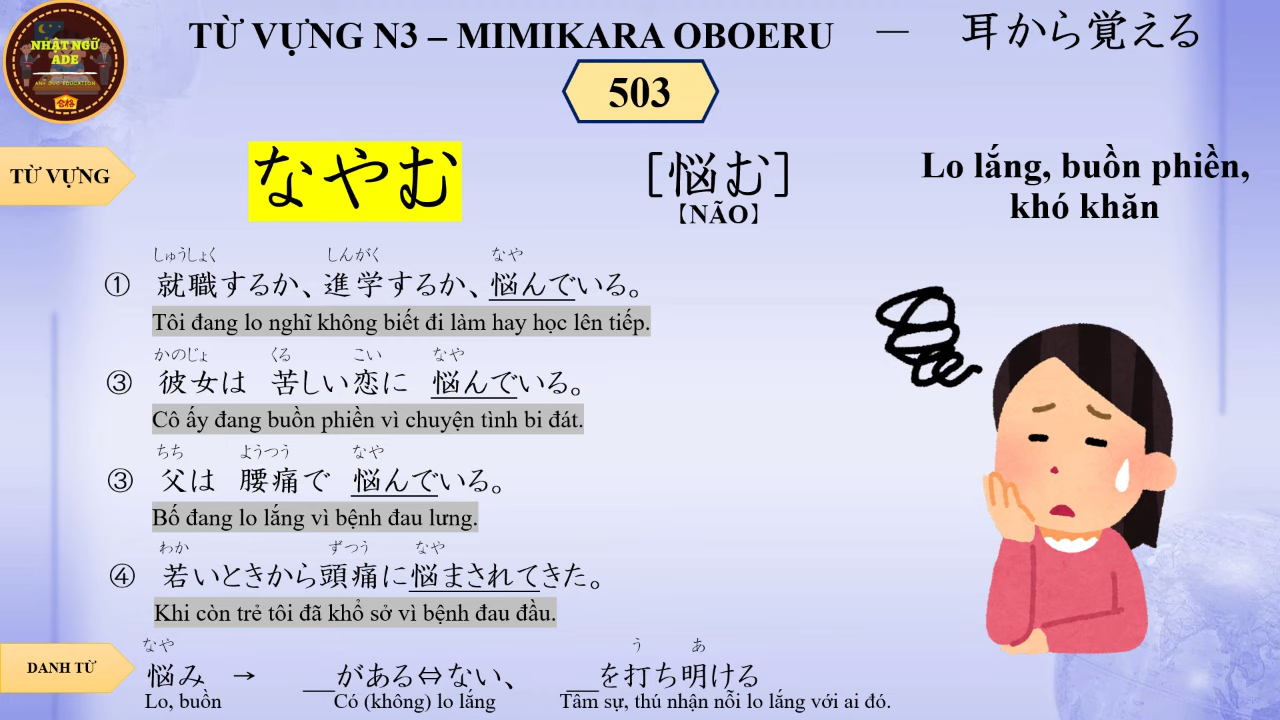 NHẬT NGỮ
ADE
ANH DUC EDUCATION
合格
TỪ VỰNG N3 – MIMIKARA OBOERU — 耳から覚える
503
TỪ VỰNG
なやむ
[悩む]
【NÃO】
Lo lắng, buồn phiền,
khó khăn
しゅうしょく しんがく なや
① 就職するか、進学するか、悩んでいる。
Tôi đang lo nghĩ không biết đi làm hay học lên tiếp.
かのじょ くる こい なや
③ 彼女は 苦しい恋に 悩んでいる。
Cô ấy đang buồn phiền vì chuyện tình bi đát.
ちち ようつう なや
③ 父は 腰痛で 悩んでいる。
Bố đang lo lắng vì bệnh đau lưng.
わか ずつう なや
④ 若いときから頭痛に悩まされてきた。
Khi còn trẻ tôi đã khổ sở vì bệnh đau đầu.
DANH TỪ
なや う あ
悩み → __がある⇔ない、 __を打ち明ける
Lo, buồn Có (không) lo lắng Tâm sự, thú nhận nỗi lo lắng với ai đó.